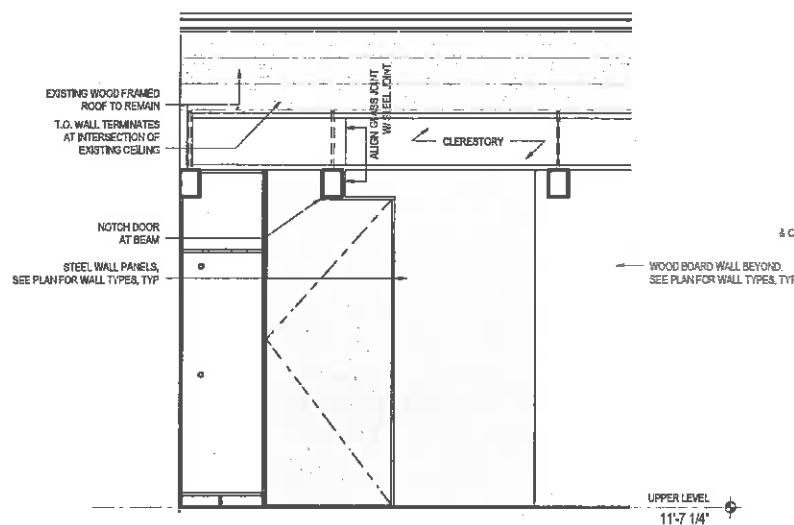 EXISTING WOOD FRAMED
ROOF TO REMAIN
T.O. WALL TERMINATES
AT INTERSECTION OF
EXISTING CEILING
ALIGN GLASS JOINT
W/ STEEL JOINT
CLERESTORY
NOTCH DOOR
AT BEAM
STEEL WALL PANELS,
SEE PLAN FOR WALL TYPES, TYP
& C
WOOD BOARD WALL BEYOND.
SEE PLAN FOR WALL TYPES, TYP
UPPER LEVEL
11'-7 1/4"